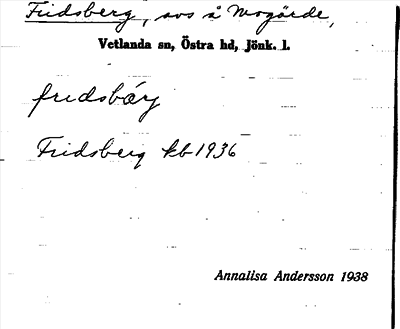 Fridsberg, avs å Mogärde,
Vetlanda sn, Östra hd, Jönk. l.
fridsbärj
Fridsberg kb 1936
Annalisa Andersson 1938